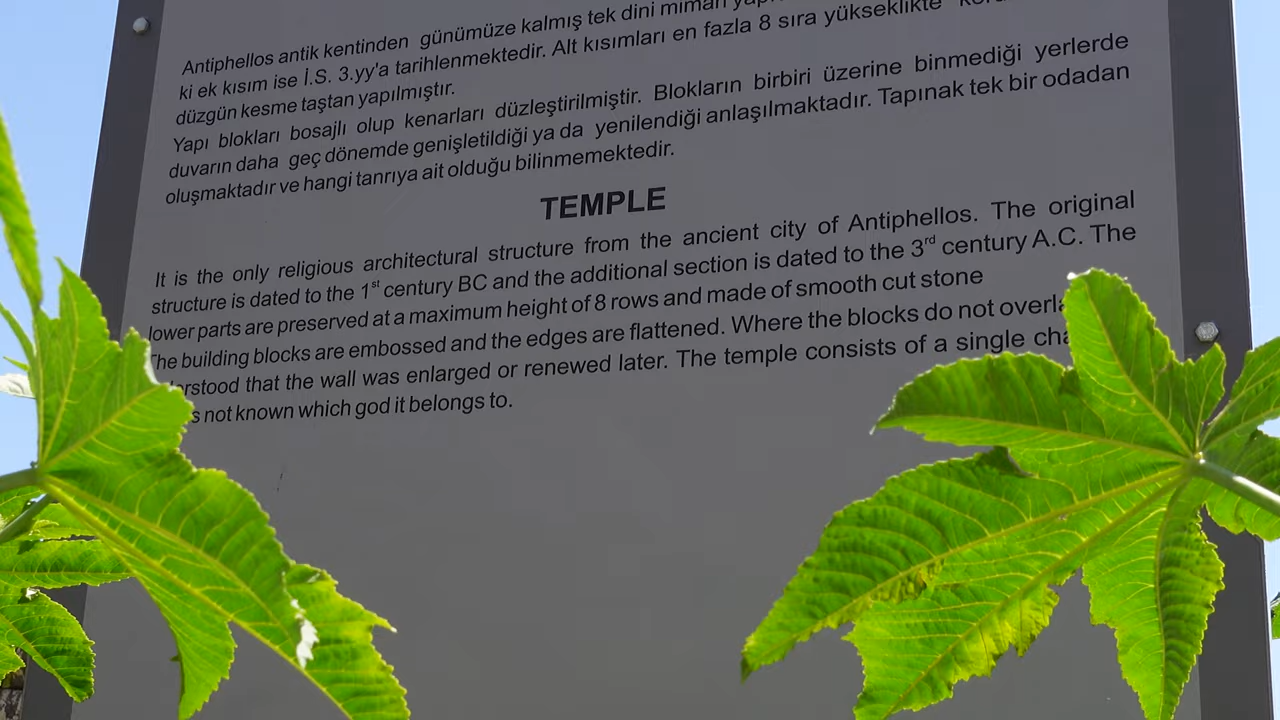 Antiphellos antik kentinden günümüze kalmış tek dini mimari
ki ek kısım ise İ.S. 3.yy'a tarihlenmektedir. Alt kısımları en fazla 8 sıra yükseklikte
düzgün kesme taştan yapılmıştır.
Yapı blokları bosajlı olup kenarları düzleştirilmiştir. Blokların birbiri üzerine binmediği yerlerde
duvarın daha geç dönemde genişletildiği ya da yenilendiği anlaşılmaktadır. Tapınak tek bir odadan
oluşmaktadır ve hangi tanrıya ait olduğu bilinmemektedir.
TEMPLE
It is the only religious architectural structure from the ancient city of Antiphellos. The original
structure is dated to the 1st century BC and the additional section is dated to the 3rd century A.C. The
lower parts are preserved at a maximum height of 8 rows and made of smooth cut stone
The building blocks are embossed and the edges are flattened. Where the blocks do not
that the wall was enlarged or renewed later. The temple consists of a single
not known which god it belongs to.